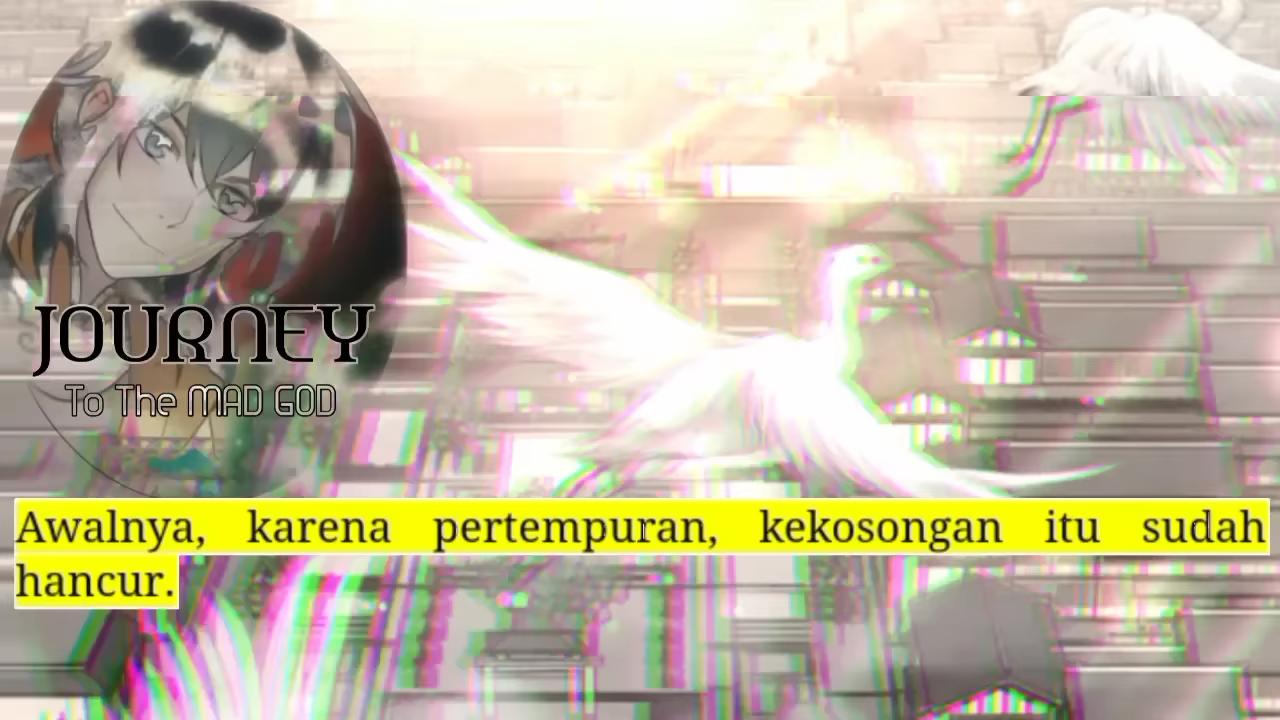 JOURNEY
To The MAD GOD
Awalnya, karena pertempuran, kekosongan itu sudah
hancur.